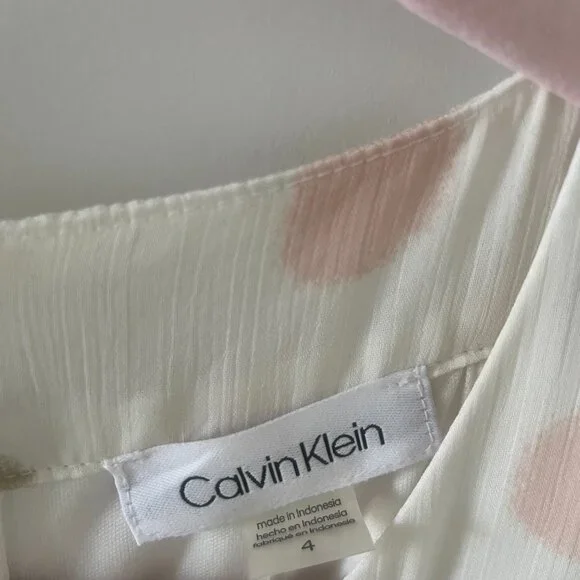 Calvin Klein
made in Indonesia
hecho en Indonesia
fabriqué en Indonésie
4